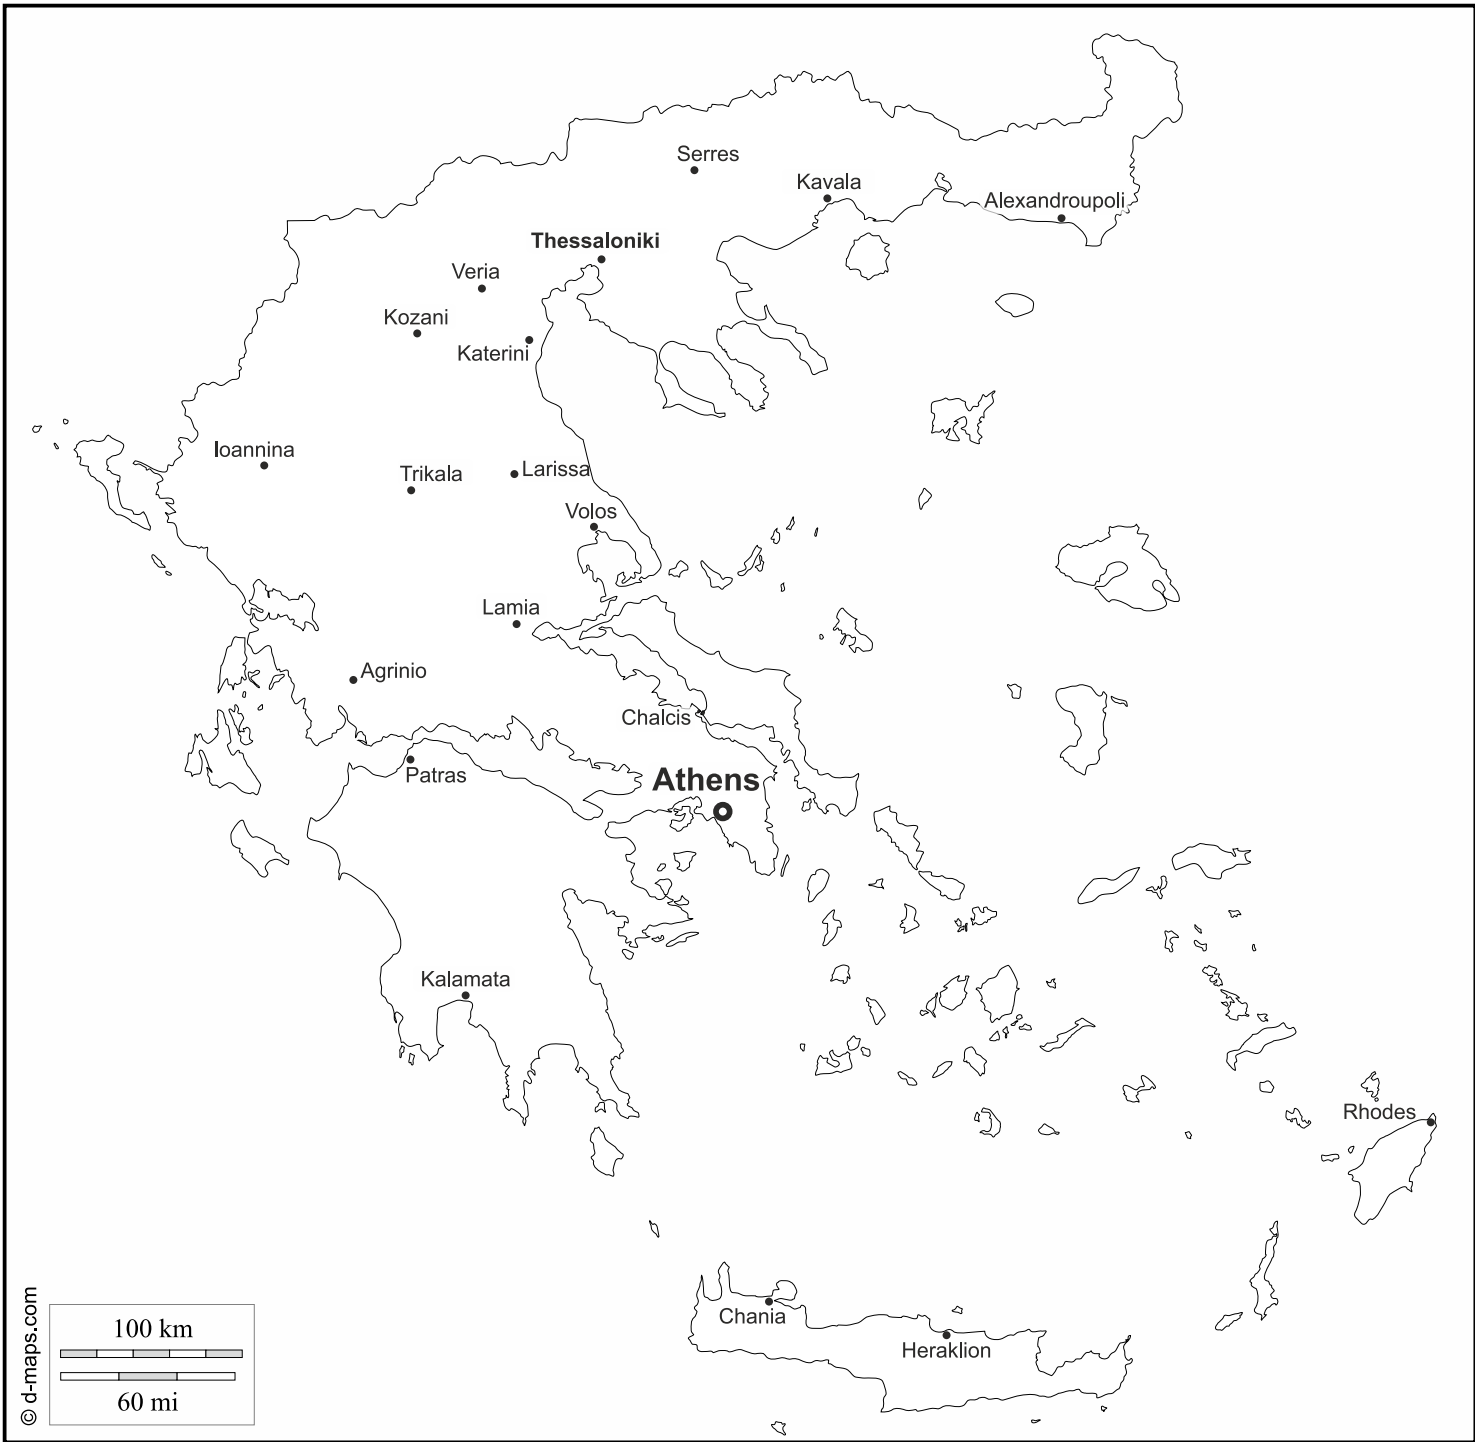 Serres
Kavala
Alexandroupoli
Thessaloniki
Veria
Kozani
Katerini
Ioannina
Trikala
Larissa
Volos
Lamia
Agrinio
Chalcis
Athens
Patras
Kalamata
Rhodes
Chania
Heraklion
100 km
60 mi
© d-maps.com